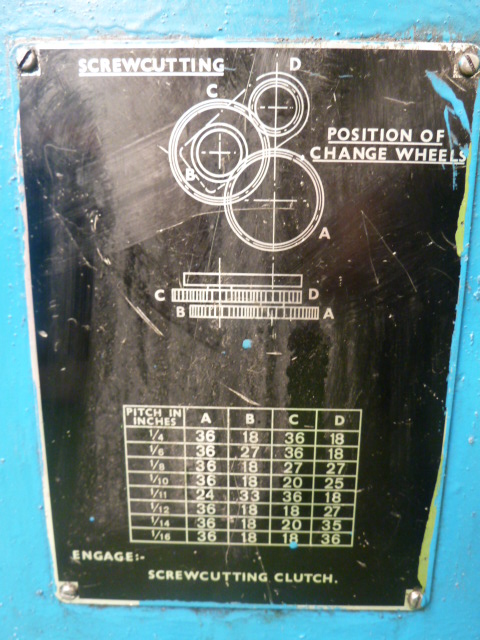 SCREWCUTTING
D
C
POSITION OF
CHANGE WHEELS
B
A
C D
B A
PITCH IN INCHES A B C D
1/4 36 18 36 18
1/6 36 27 36 18
1/8 36 18 27 27
1/10 36 18 20 25
1/11 24 33 36 18
1/12 36 18 18 27
1/14 36 18 20 35
1/16 36 18 18 36
ENGAGE:-
SCREWCUTTING CLUTCH.